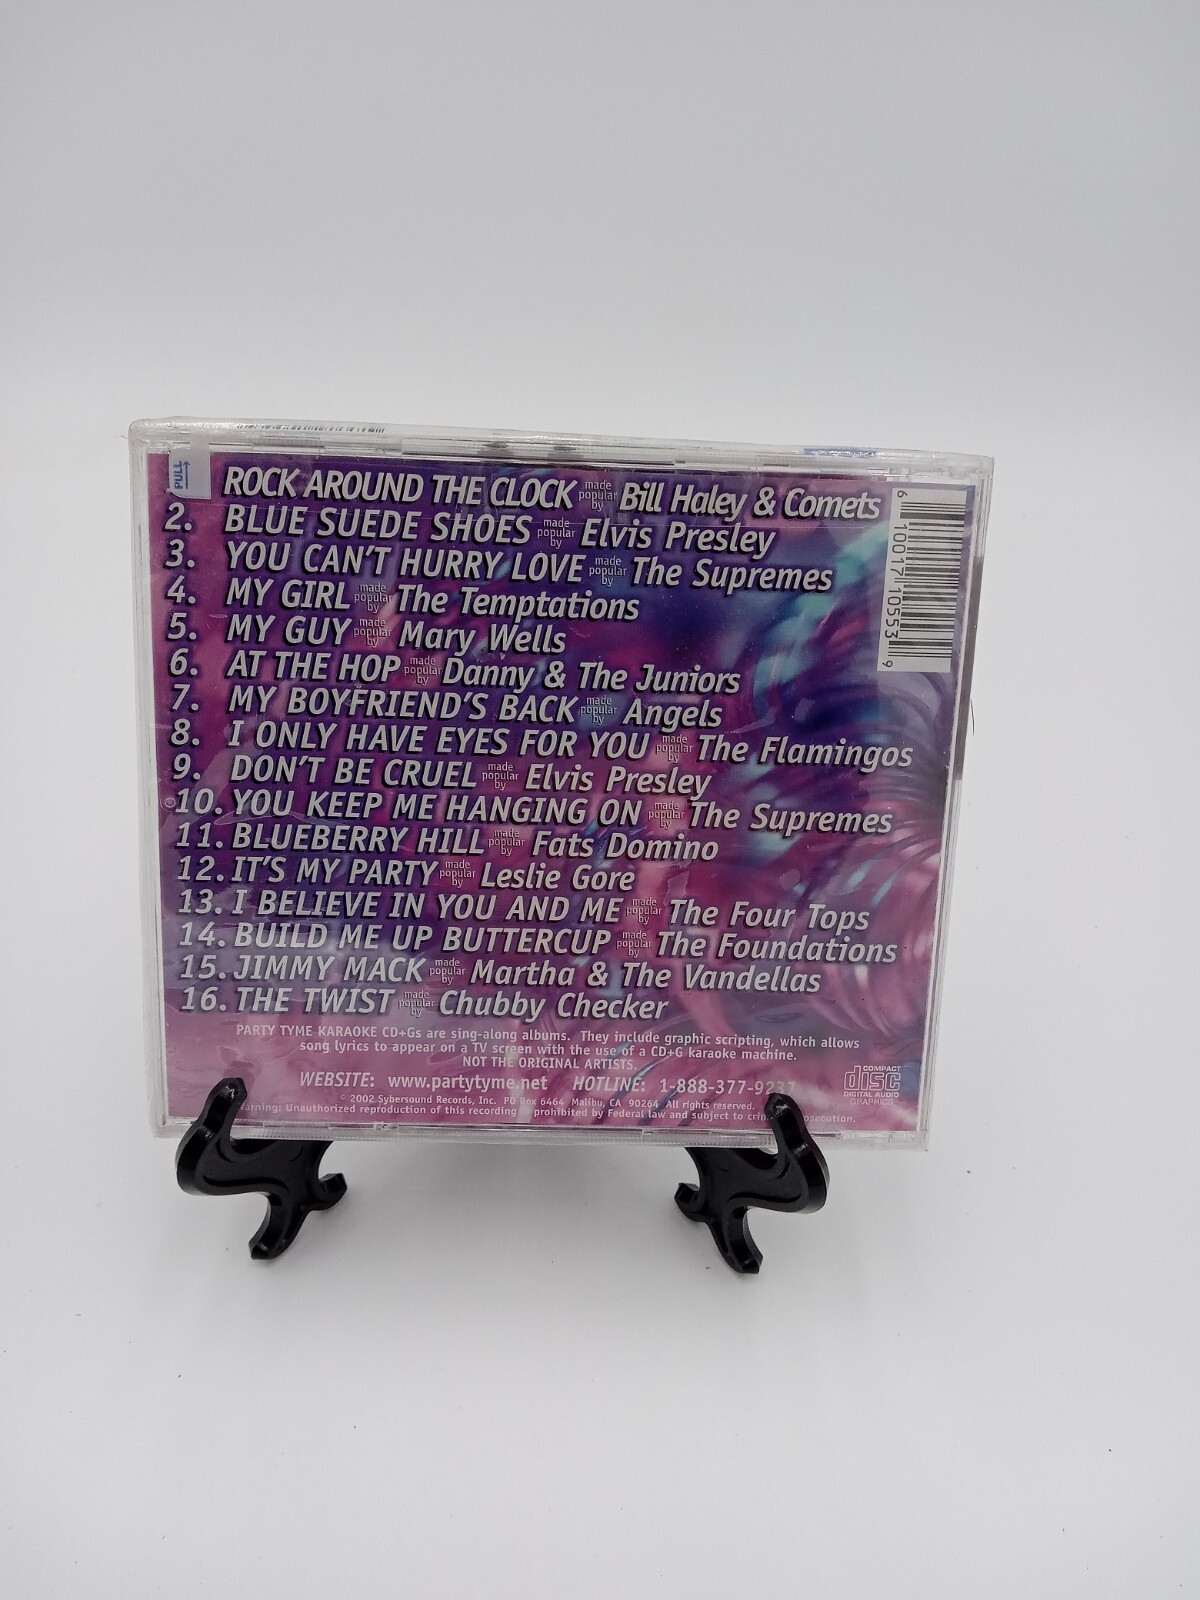 PULL
ROCK AROUND THE CLOCK made popular by Bill Haley & Comets
2. BLUE SUEDE SHOES made popular by Elvis Presley
3. YOU CAN'T HURRY LOVE made popular by The Supremes
4. MY GIRL made popular by The Temptations
5. MY GUY made popular by Mary Wells
6. AT THE HOP made popular by Danny & The Juniors
7. MY BOYFRIEND'S BACK made popular by Angels
8. I ONLY HAVE EYES FOR YOU made popular by The Flamingos
9. DON'T BE CRUEL made popular by Elvis Presley
10. YOU KEEP ME HANGING ON made popular by The Supremes
11. BLUEBERRY HILL made popular by Fats Domino
12. IT'S MY PARTY made popular by Leslie Gore
13. I BELIEVE IN YOU AND ME made popular by The Four Tops
14. BUILD ME UP BUTTERCUP made popular by The Foundations
15. JIMMY MACK made popular by Martha & The Vandellas
16. THE TWIST made popular by Chubby Checker
6 10017 10553 9
PARTY TYME KARAOKE CD+Gs are sing-along albums. They include graphic scripting, which allows
song lyrics to appear on a TV screen with the use of a CD+G karaoke machine.
NOT THE ORIGINAL ARTISTS.
WEBSITE: www.partytyme.net HOTLINE: 1-888-377-9237
© 2002 Sybersound Records, Inc. PO Box 6464 Malibu, CA 90264 All rights reserved.
Warning: Unauthorized reproduction of this recording is prohibited by Federal law and subject to
COMPACT
disc
DIGITAL AUDIO
GRAPHICS